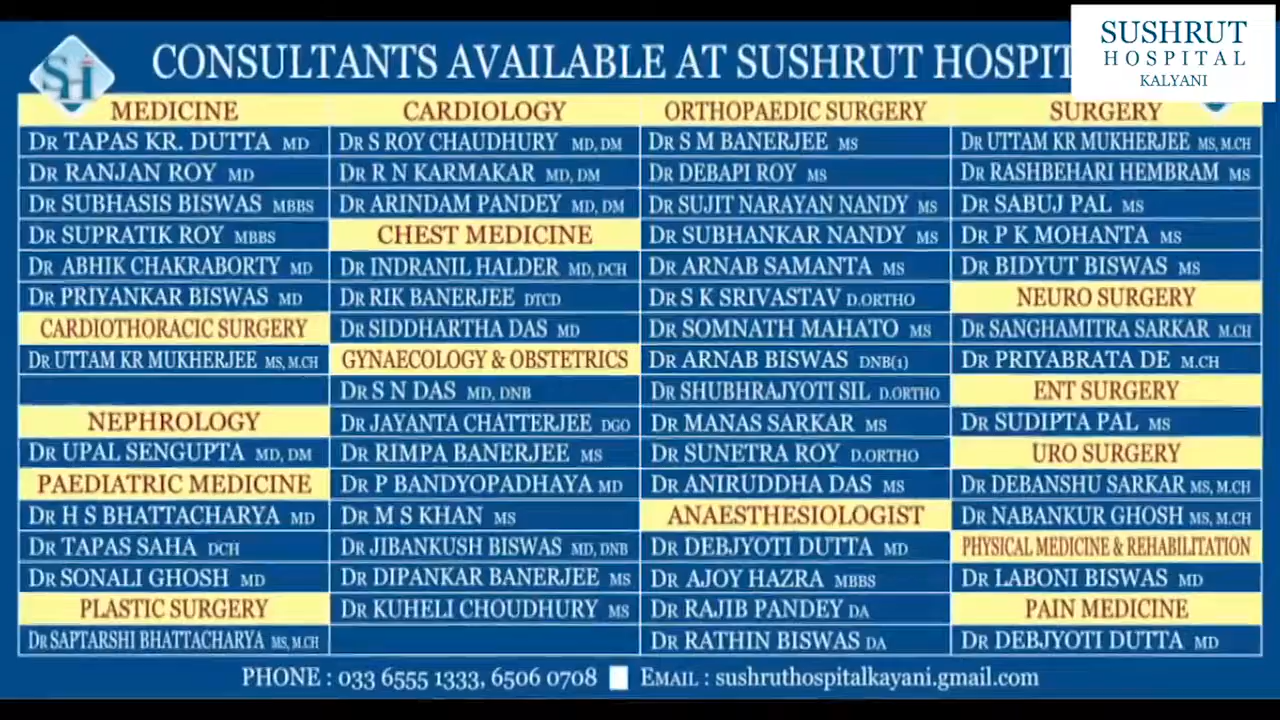 SUSHRUT
HOSPITAL
KALYANI
SHi
CONSULTANTS AVAILABLE AT SUSHRUT HOSPIT
MEDICINE
DR TAPAS KR. DUTTA MD
DR RANJAN ROY MD
DR SUBHASIS BISWAS MBBS
DR SUPRATIK ROY MBBS
DR ABHIK CHAKRABORTY MD
DR PRIYANKAR BISWAS MD
CARDIOTHORACIC SURGERY
DR UTTAM KR MUKHERJEE MS, M.CH
NEPHROLOGY
DR UPAL SENGUPTA MD, DM
PAEDIATRIC MEDICINE
DR H S BHATTACHARYA MD
DR TAPAS SAHA DCH
DR SONALI GHOSH MD
PLASTIC SURGERY
DR SAPTARSHI BHATTACHARYA MS, M.CH
CARDIOLOGY
DR S ROY CHAUDHURY MD, DM
DR R N KARMAKAR MD, DM
DR ARINDAM PANDEY MD, DM
CHEST MEDICINE
DR INDRANIL HALDER MD, DCH
DR RIK BANERJEE DTCD
DR SIDDHARTHA DAS MD
GYNAECOLOGY & OBSTETRICS
DR S N DAS MD, DNB
DR JAYANTA CHATTERJEE DGO
DR RIMPA BANERJEE MS
DR P BANDYOPADHAYA MD
DR M S KHAN MS
DR JIBANKUSH BISWAS MD, DNB
DR DIPANKAR BANERJEE MS
DR KUHELI CHOUDHURY MS
ORTHOPAEDIC SURGERY
DR S M BANERJEE MS
DR DEBAPI ROY MS
DR SUJIT NARAYAN NANDY MS
DR SUBHANKAR NANDY MS
DR ARNAB SAMANTA MS
DR S K SRIVASTAV D.ORTHO
DR SOMNATH MAHATO MS
DR ARNAB BISWAS DNB(1)
DR SHUBHRAJYOTI SIL D.ORTHO
DR MANAS SARKAR MS
DR SUNETRA ROY D.ORTHO
DR ANIRUDDHA DAS MS
ANAESTHESIOLOGIST
DR DEBJYOTI DUTTA MD
DR AJOY HAZRA MBBS
DR RAJIB PANDEY DA
DR RATHIN BISWAS DA
SURGERY
DR UTTAM KR MUKHERJEE MS, M.CH
DR RASHBEHARI HEMBRAM MS
DR SABUJ PAL MS
DR P K MOHANTA MS
DR BIDYUT BISWAS MS
NEURO SURGERY
DR SANGHAMITRA SARKAR M.CH
DR PRIYABRATA DE M.CH
ENT SURGERY
DR SUDIPTA PAL MS
URO SURGERY
DR DEBANSHU SARKAR MS, M.CH
DR NABANKUR GHOSH MS, M.CH
PHYSICAL MEDICINE & REHABILITATION
DR LABONI BISWAS MD
PAIN MEDICINE
DR DEBJYOTI DUTTA MD
PHONE : 033 6555 1333, 6506 0708 EMAIL : sushruthospitalkayani.gmail.com